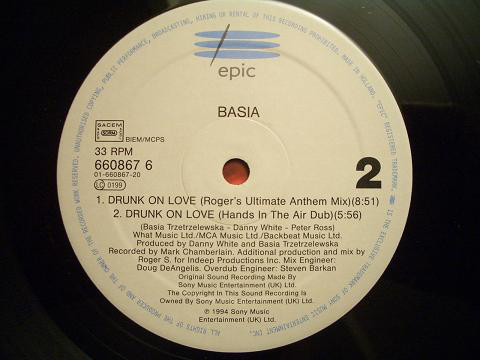 epic
BASIA
SACEM
BIEM/MCPS
33 RPM
660867 6
01-660867-20
LC 0199
2
1. DRUNK ON LOVE (Roger's Ultimate Anthem Mix)(8:51)
2. DRUNK ON LOVE (Hands In The Air Dub)(5:56)
(Basia Trzetrzelewska - Danny White - Peter Ross)
What Music Ltd./MCA Music Ltd./Backbeat Music Ltd.
Produced by Danny White and Basia Trzetrzelewska
Recorded by Mark Chamberlain. Additional production and mix by
Roger S. for Indeep Productions Inc. Mix Engineer:
Doug DeAngelis. Overdub Engineer: Steven Barkan
Original Sound Recording Made By
Sony Music Entertainment (UK) Ltd.
The Copyright In This Sound Recording Is
Owned By Sony Music Entertainment (UK) Ltd.
℗ 1994 Sony Music
Entertainment (UK) Ltd.
ALL RIGHTS OF THE PRODUCER AND OF THE OWNER OF THE RECORDED WORK RESERVED. UNAUTHORISED COPYING, PUBLIC PERFORMANCE, BROADCASTING, HIRING OR RENTAL OF THIS RECORDING PROHIBITED. MADE IN HOLLAND. "EPIC" REGISTERED TRADEMARK.
IS THE EXCLUSIVE TRADEMARK OF SONY MUSIC ENTERTAINMENT INC.